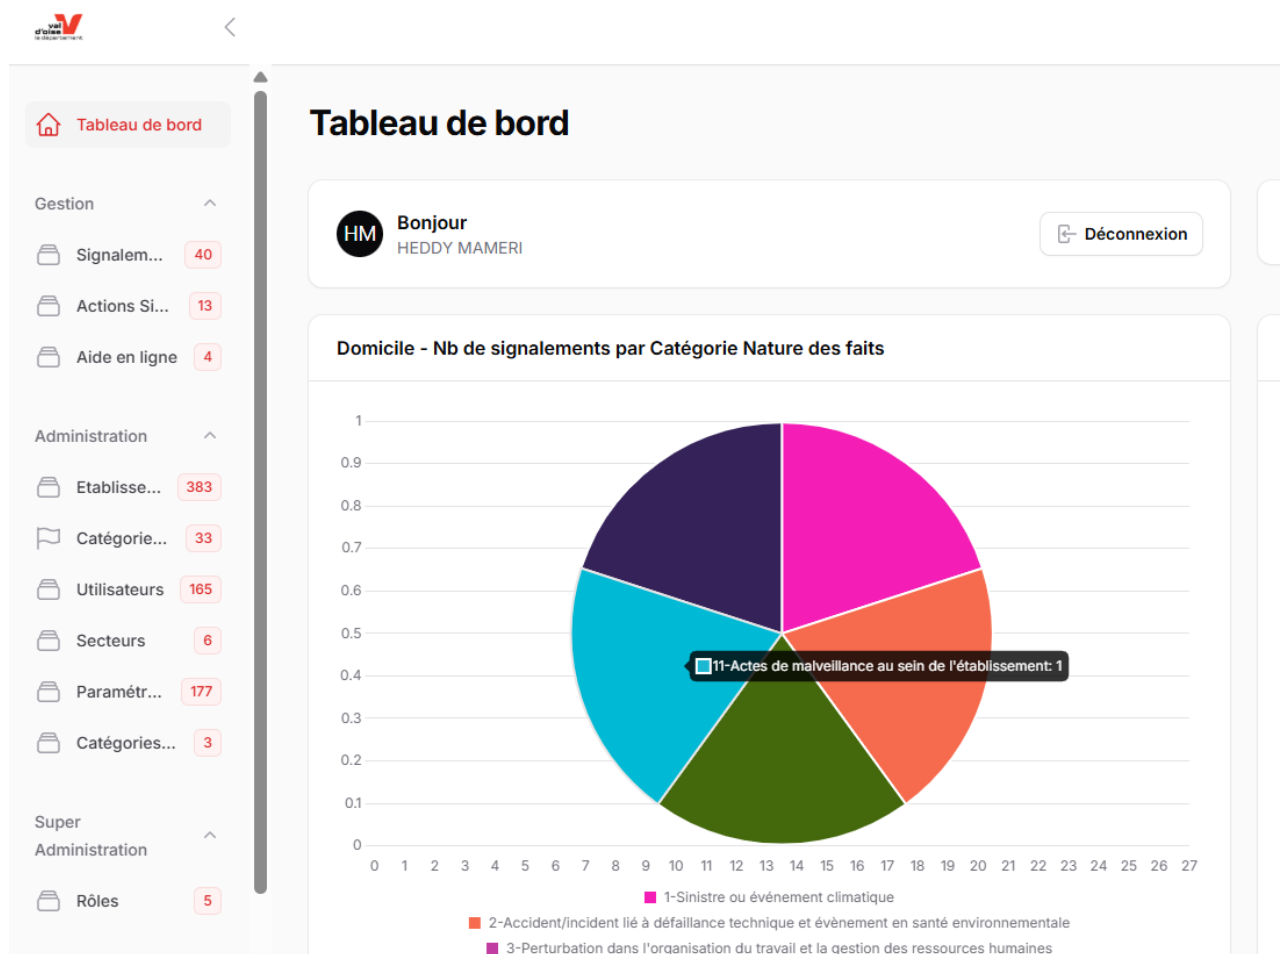 val
d'oise
le département
Tableau de bord
Gestion
Signalem... 40
Actions Si... 13
Aide en ligne 4
Administration
Etablisse... 383
Catégorie... 33
Utilisateurs 165
Secteurs 6
Paramétr... 177
Catégories... 3
Super
Administration
Rôles 5
Tableau de bord
HM
Bonjour
HEDDY MAMERI
Déconnexion
Domicile - Nb de signalements par Catégorie Nature des faits
1
0.9
0.8
0.7
0.6
0.5
0.4
0.3
0.2
0.1
0
11-Actes de malveillance au sein de l'établissement: 1
0 1 2 3 4 5 6 7 8 9 10 11 12 13 14 15 16 17 18 19 20 21 22 23 24 25 26 27
1-Sinistre ou événement climatique
2-Accident/incident lié à défaillance technique et évènement en santé environnementale
3-Perturbation dans l'organisation du travail et la gestion des ressources humaines